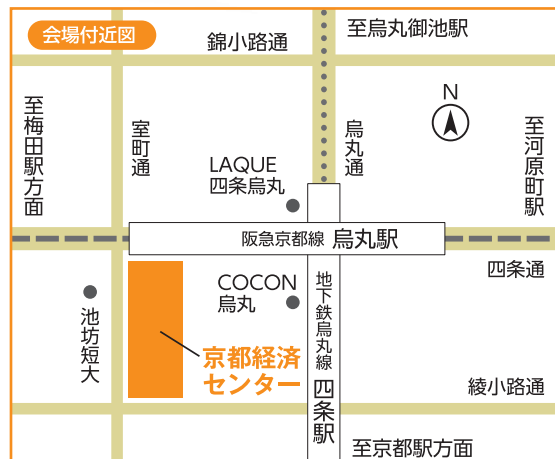 会場付近図
錦小路通
至烏丸御池駅
至梅田駅方面
室町通
烏丸通
N
至河原町駅
LAQUE
四条烏丸
阪急京都線 烏丸駅
四条通
池坊短大
COCON
烏丸
地下鉄烏丸線 四条駅
京都経済
センター
綾小路通
至京都駅方面